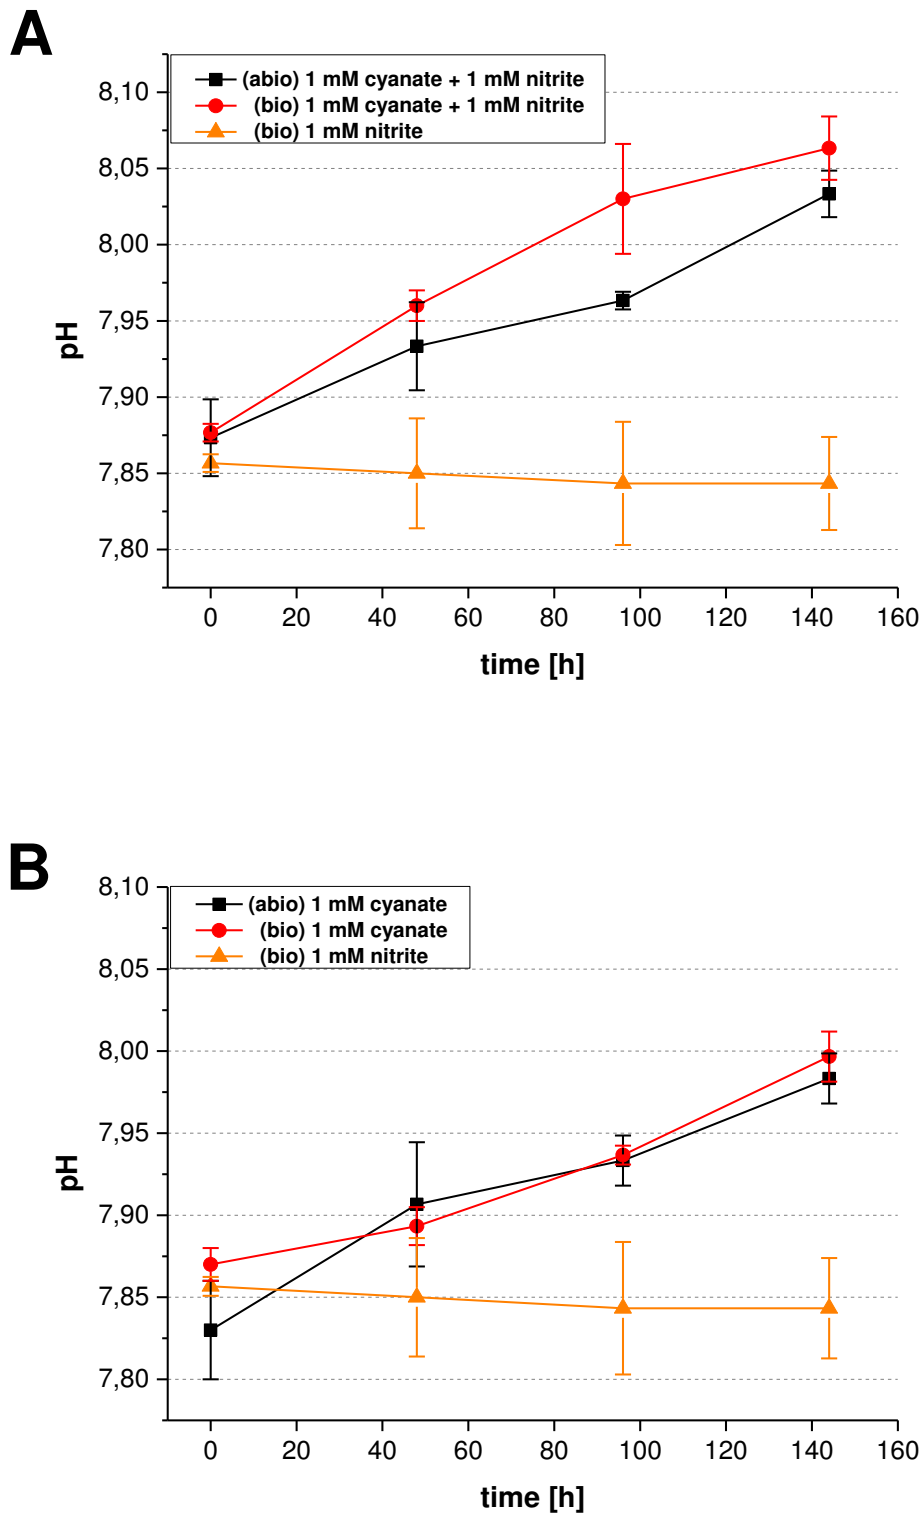 A
(abio) 1 mM cyanate + 1 mM nitrite
(bio) 1 mM cyanate + 1 mM nitrite
(bio) 1 mM nitrite
8,10
8,05
8,00
7,95
7,90
7,85
7,80
pH
0 20 40 60 80 100 120 140 160
time [h]
B
(abio) 1 mM cyanate
(bio) 1 mM cyanate
(bio) 1 mM nitrite
8,10
8,05
8,00
7,95
7,90
7,85
7,80
pH
0 20 40 60 80 100 120 140 160
time [h]